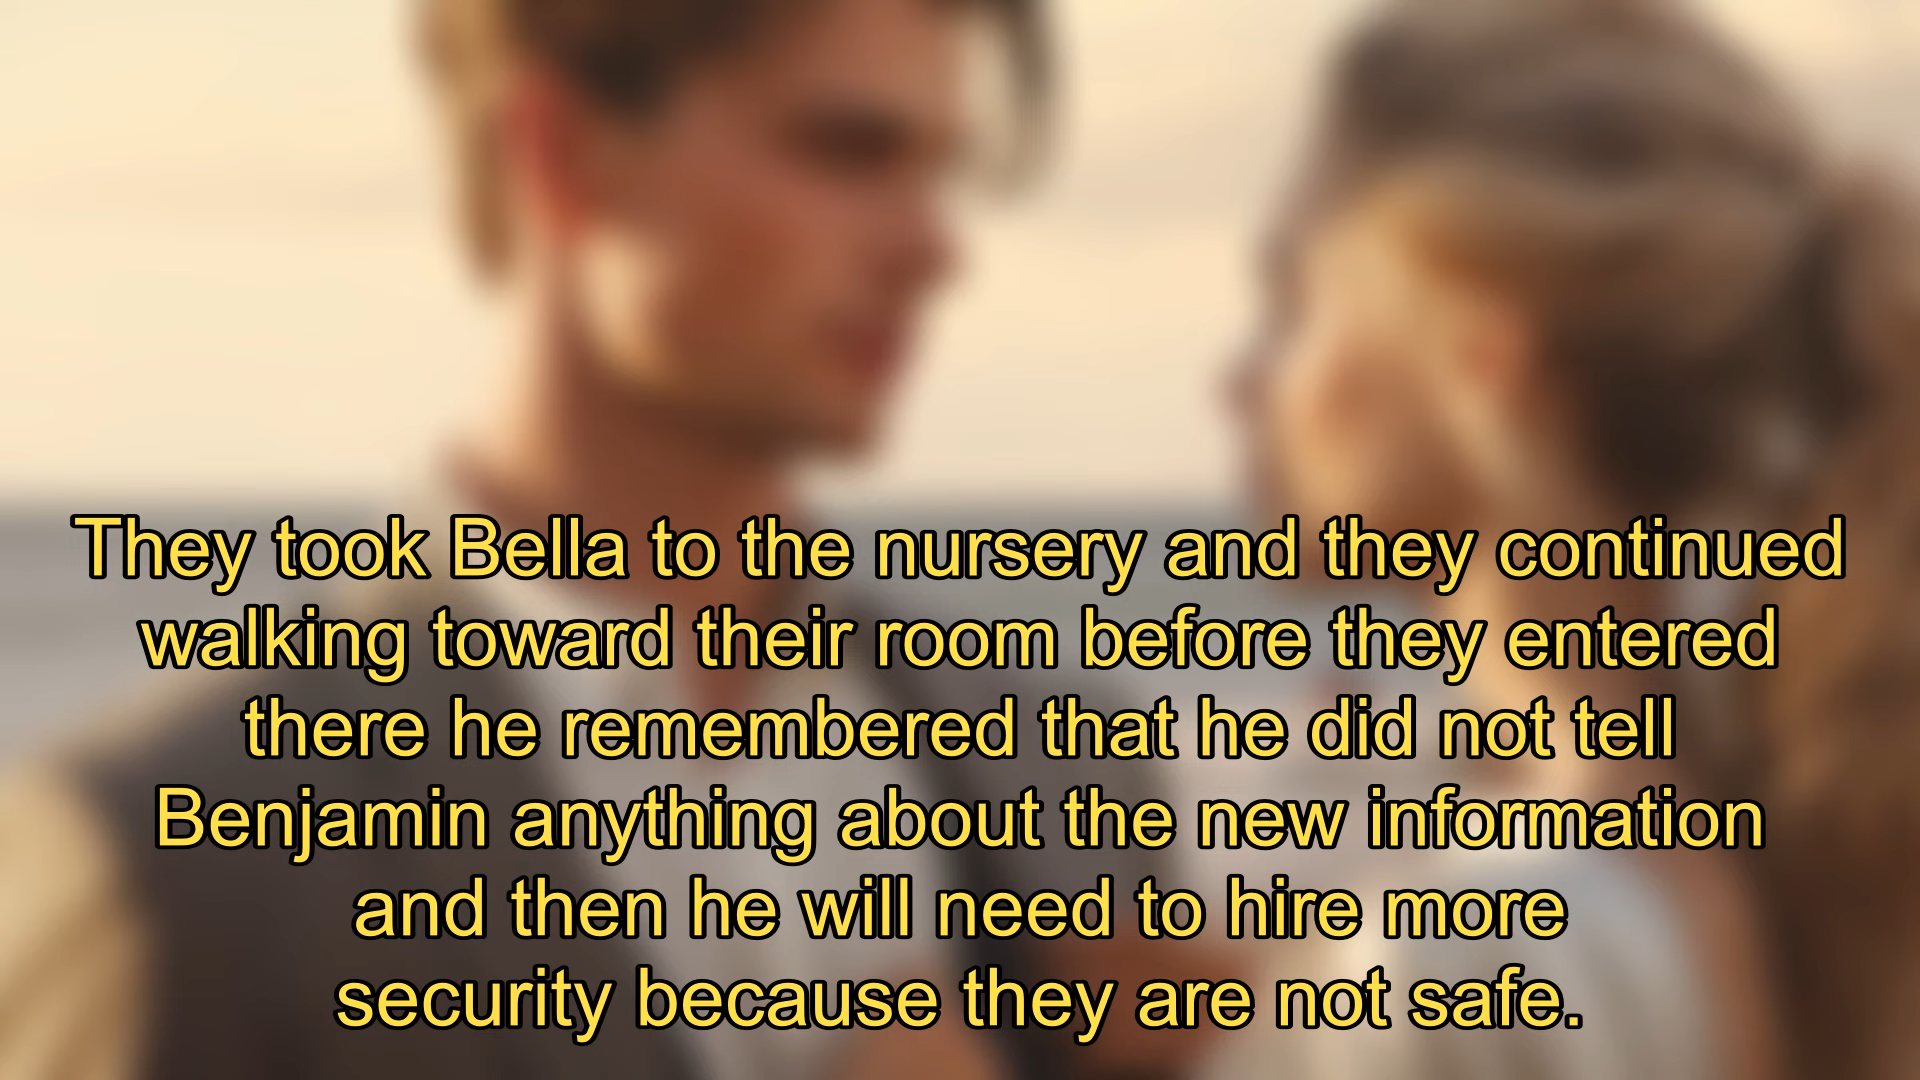 They took Bella to the nursery and they continued
walking toward their room before they entered
there he remembered that he did not tell
Benjamin anything about the new information
and then he will need to hire more
security because they are not safe.